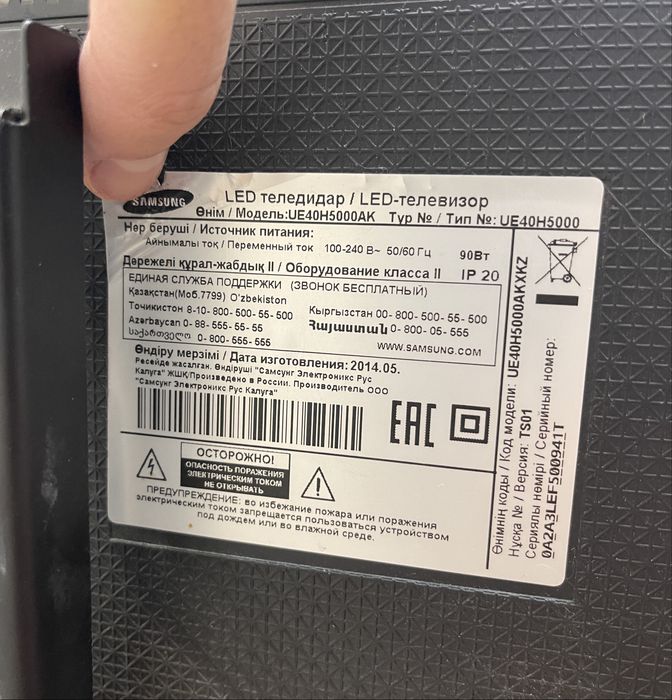 SAMSUNG
LED теледидар / LED-телевизор
Өнім / Модель:UE40H5000AK Түр № / Тип №: UE40H5000
Нәр беруші / Источник питания:
Айнымалы ток / Переменный ток 100-240 В~ 50/60 Гц 90Вт
Дәрежелі құрал-жабдық II / Оборудование класса II IP 20
ЕДИНАЯ СЛУЖБА ПОДДЕРЖКИ (ЗВОНОК БЕСПЛАТНЫЙ)
Қазақстан(Моб.7799) O'zbekiston
Тоҷикистон 8-10-800-500-55-500
Кыргызстан 00-800-500-55-500
Azərbaycan 0-88-555-55-55
Հայաստան 0-800-05-555
საქართველო 0-800-555-555
WWW.SAMSUNG.COM
Өндіру мерзімі / Дата изготовления: 2014.05.
Ресейде жасалған. Өндіруші "Самсунг Электроникс Рус
Калуга" ЖШҚ/Произведено в России. Производитель ООО
"Самсунг Электроникс Рус Калуга"
EAC
ОСТОРОЖНО!
ОПАСНОСТЬ ПОРАЖЕНИЯ
ЭЛЕКТРИЧЕСКИМ ТОКОМ
НЕ ОТКРЫВАТЬ
ПРЕДУПРЕЖДЕНИЕ: во избежание пожара или поражения
электрическим током запрещается пользоваться устройством
под дождем или во влажной среде.
Өнімнің коды / Код модели: UE40H5000AKXKZ
Нұсқа № / Версия: TS01
Сериялы нөмірі / Серийный номер:
0A2A3LEF500941T